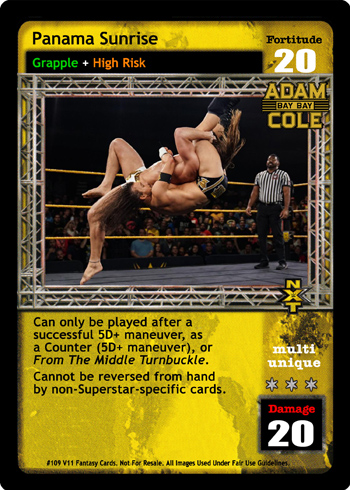 Panama Sunrise
Fortitude
20
Grapple + High Risk
ADAM
BAY BAY
COLE
NXT
Can only be played after a
successful 5D+ maneuver, as
a Counter (5D+ maneuver), or
From The Middle Turnbuckle.
Cannot be reversed from hand
by non-Superstar-specific cards.
multi
unique
* * *
Damage
20
#109 V11 Fantasy Cards. Not For Resale. All Images Used Under Fair Use Guidelines.